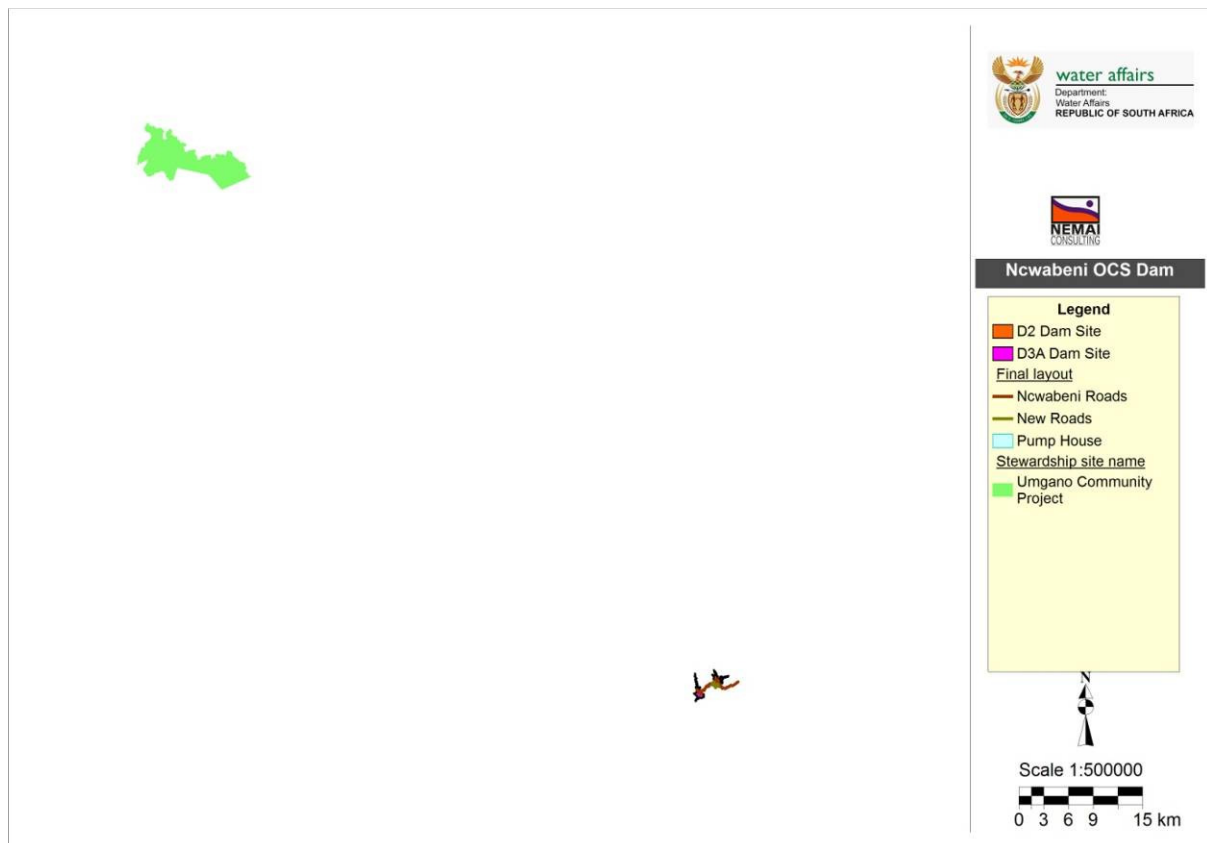 water affairs
Department:
Water Affairs
REPUBLIC OF SOUTH AFRICA
NEMAI
CONSULTING
Ncwabeni OCS Dam
Legend
D2 Dam Site
D3A Dam Site
Final layout
Ncwabeni Roads
New Roads
Pump House
Stewardship site name
Umgano Community
Project
N
Scale 1:500000
0 3 6 9 15 km